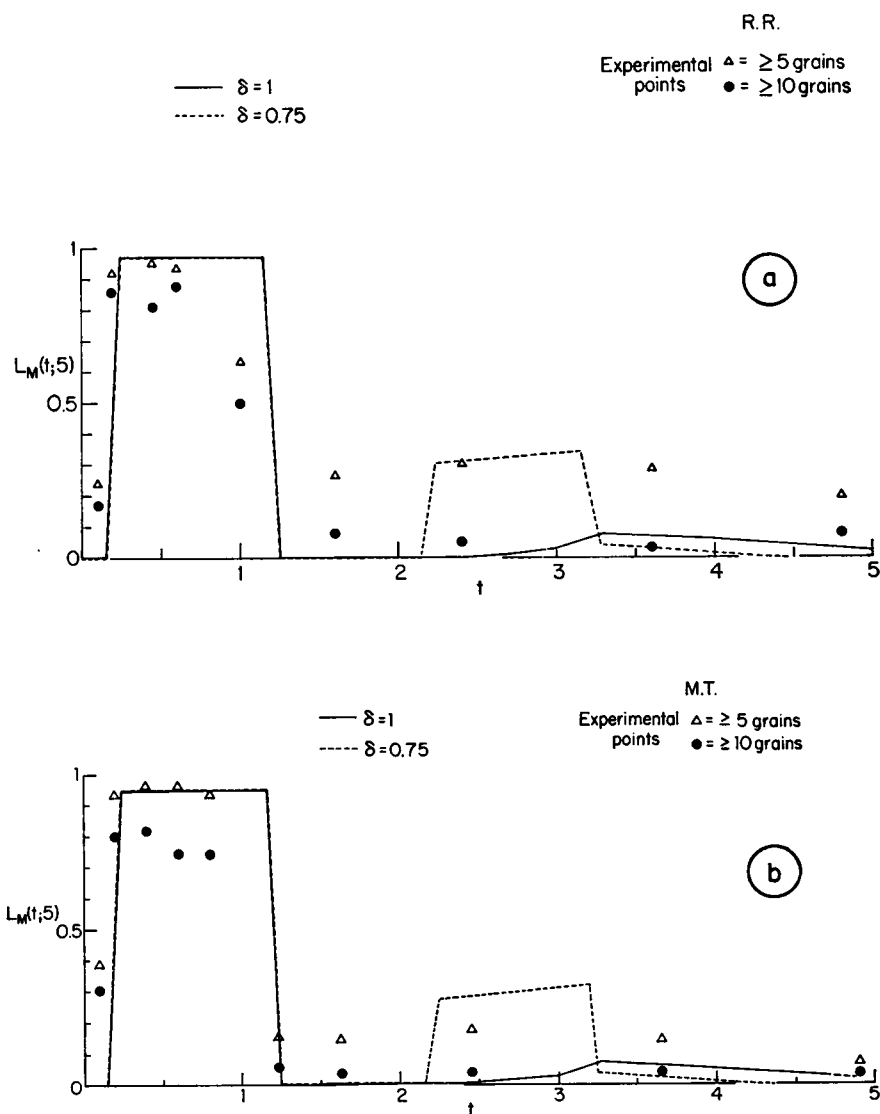 R.R.
δ=1
δ=0.75
Experimental points
△ = ≥5 grains
● = ≥10 grains
a
L_M(t;5)
1
0.5
0
1
2
3
4
5
t
M.T.
δ=1
δ=0.75
Experimental points
△ = ≥ 5 grains
● = ≥10 grains
b
L_M(t;5)
1
0.5
0
1
2
3
4
5
t